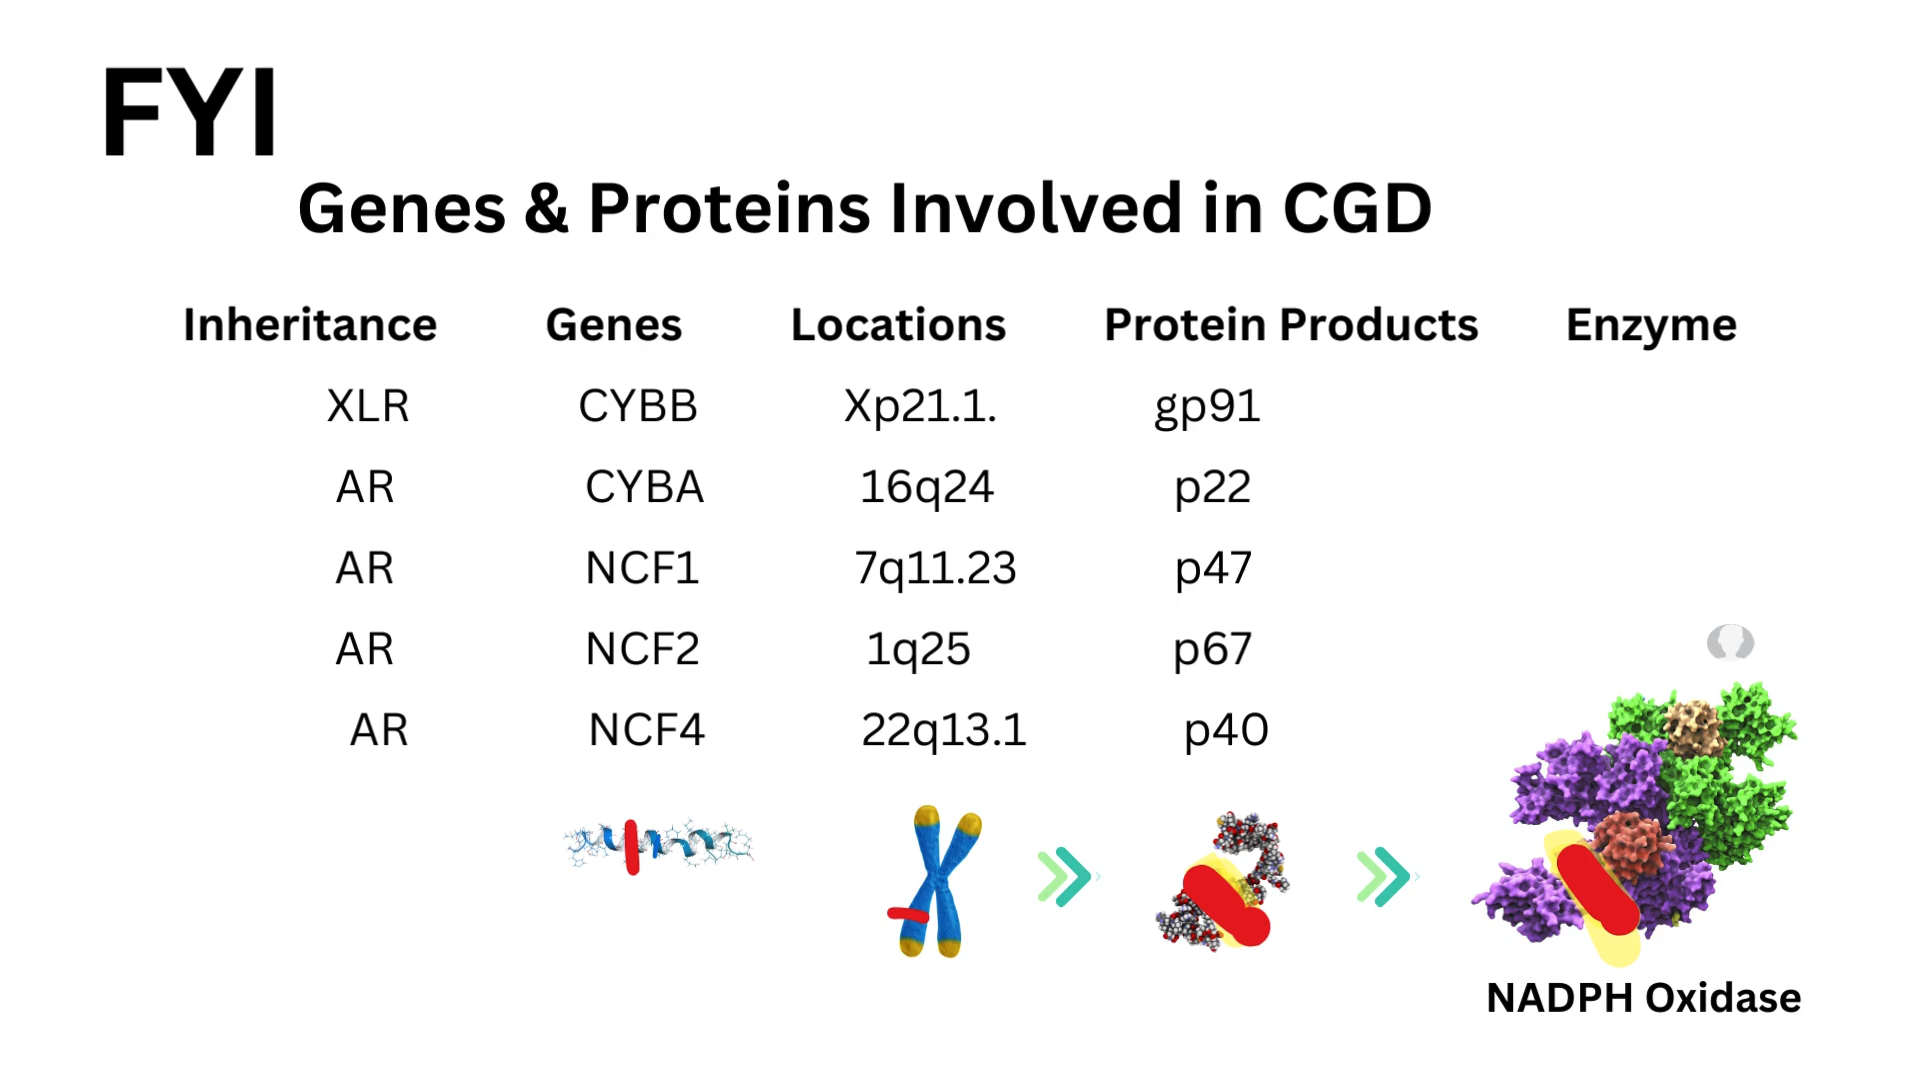 FYI
Genes & Proteins Involved in CGD
Inheritance Genes Locations Protein Products Enzyme
XLR CYBB Xp21.1. gp91
AR CYBA 16q24 p22
AR NCF1 7q11.23 p47
AR NCF2 1q25 p67
AR NCF4 22q13.1 p40
NADPH Oxidase